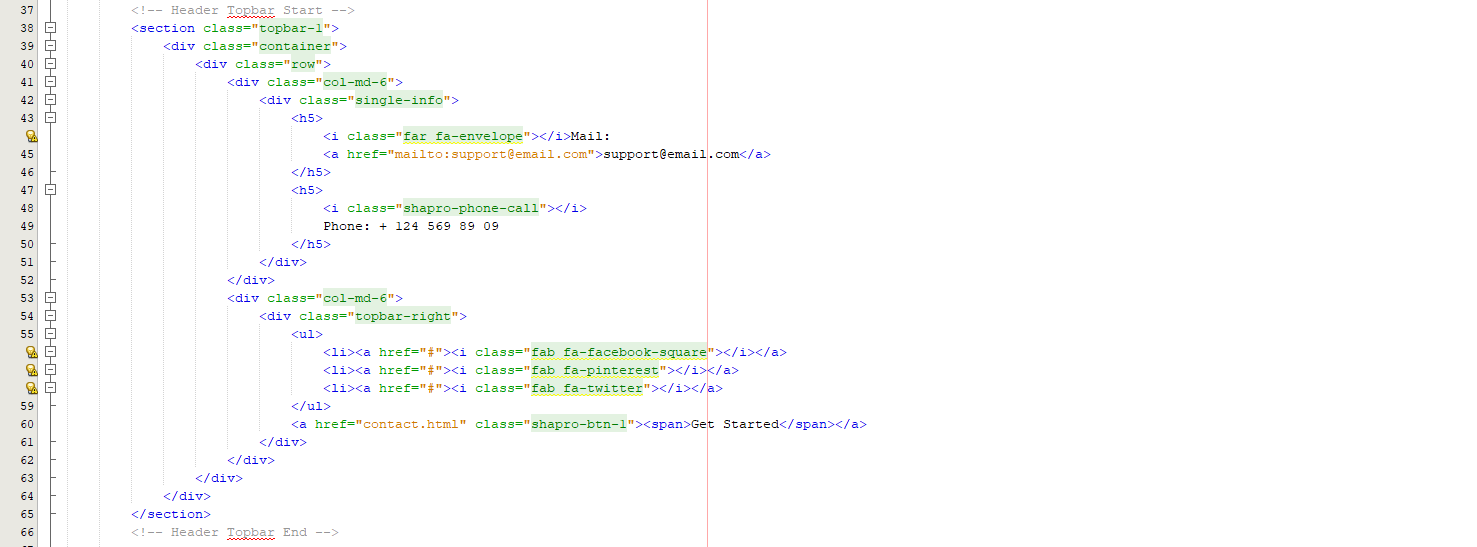 37 <!-- Header Topbar Start -->
38 <section class="topbar-1">
39 <div class="container">
40 <div class="row">
41 <div class="col-md-6">
42 <div class="single-info">
43 <h5>
<i class="far fa-envelope"></i>Mail:
45 <a href="mailto:support@email.com">support@email.com</a>
46 </h5>
47 <h5>
48 <i class="shapro-phone-call"></i>
49 Phone: + 124 569 89 09
50 </h5>
51 </div>
52 </div>
53 <div class="col-md-6">
54 <div class="topbar-right">
55 <ul>
<li><a href="#"><i class="fab fa-facebook-square"></i></a>
<li><a href="#"><i class="fab fa-pinterest"></i></a>
<li><a href="#"><i class="fab fa-twitter"></i></a>
59 </ul>
60 <a href="contact.html" class="shapro-btn-1"><span>Get Started</span></a>
61 </div>
62 </div>
63 </div>
64 </div>
65 </section>
66 <!-- Header Topbar End -->